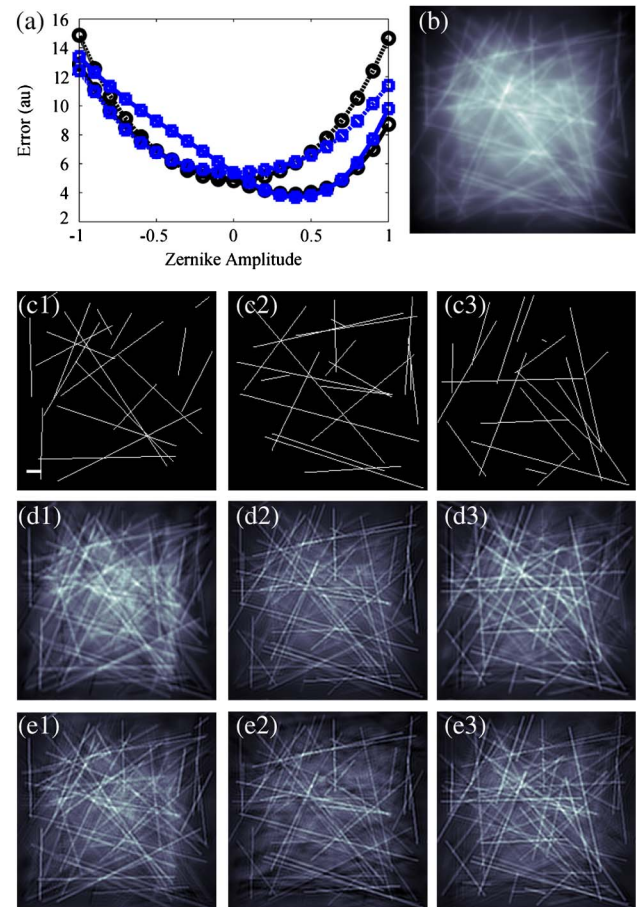 (a)
(b)
16
14
12
10
8
6
4
2
Error (au)
-1
-0.5
0
0.5
1
Zernike Amplitude
(c1)
(c2)
(c3)
(d1)
(d2)
(d3)
(e1)
(e2)
(e3)